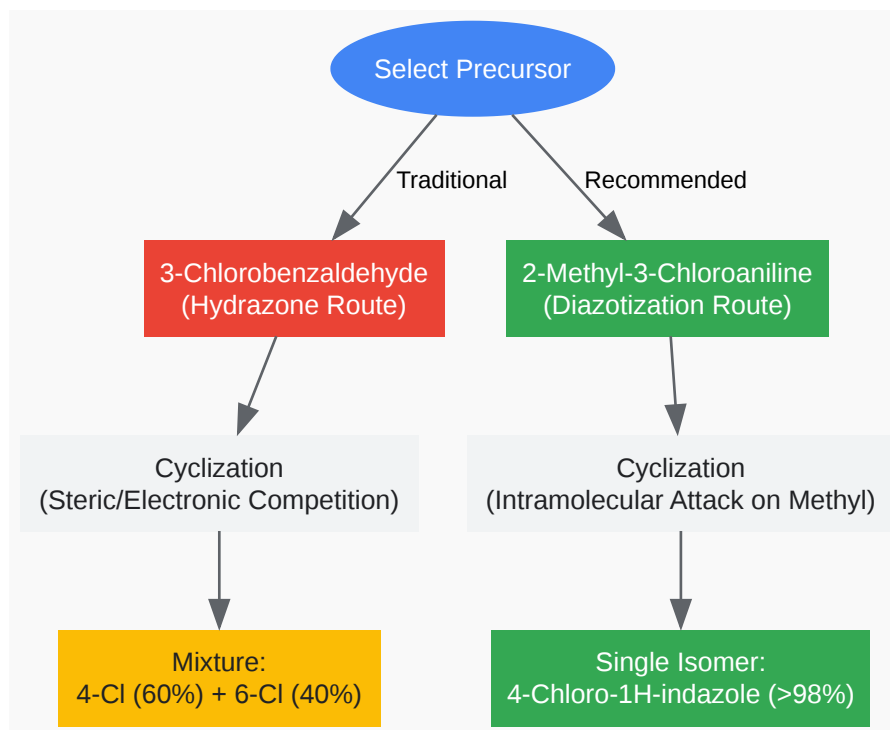 Select Precursor
Traditional
Recommended
3-Chlorobenzaldehyde
(Hydrazone Route)
2-Methyl-3-Chloroaniline
(Diazotization Route)
Cyclization
(Steric/Electronic Competition)
Cyclization
(Intramolecular Attack on Methyl)
Mixture:
4-Cl (60%) + 6-Cl (40%)
Single Isomer:
4-Chloro-1H-indazole (>98%)